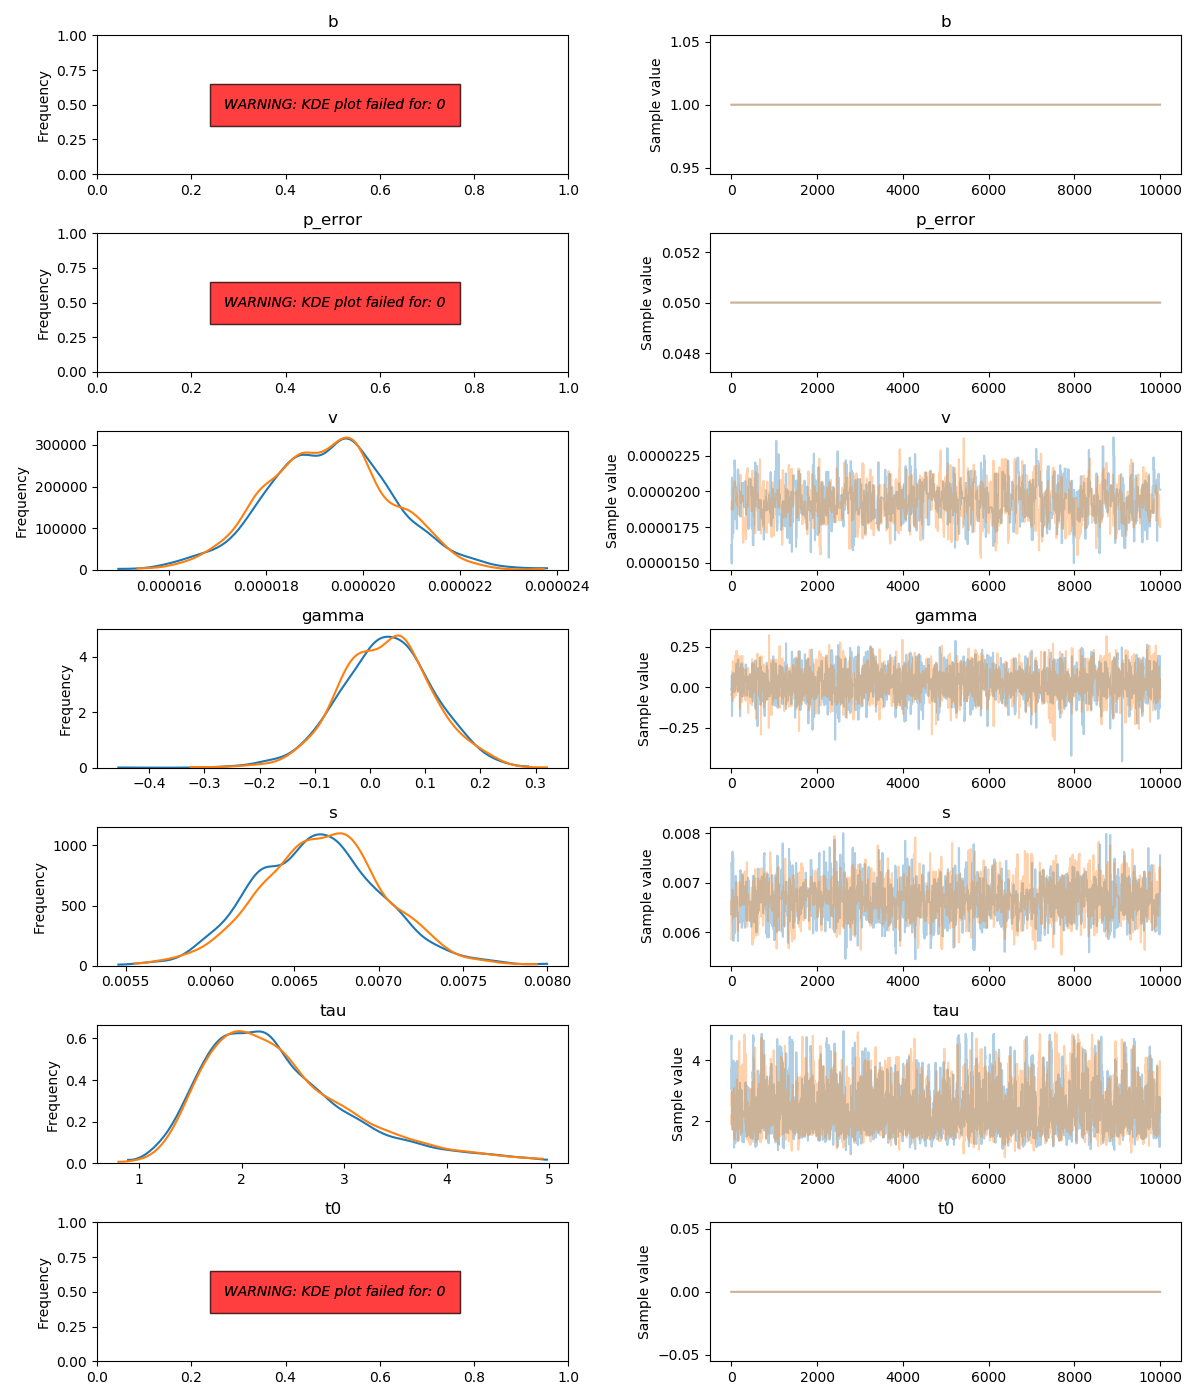 b
b
1.00
0.75
0.50
0.25
0.00
Frequency
WARNING: KDE plot failed for: 0
0.0 0.2 0.4 0.6 0.8 1.0
1.05
1.00
0.95
Sample value
0 2000 4000 6000 8000 10000
p_error
p_error
1.00
0.75
0.50
0.25
0.00
Frequency
WARNING: KDE plot failed for: 0
0.0 0.2 0.4 0.6 0.8 1.0
0.052
0.050
0.048
Sample value
0 2000 4000 6000 8000 10000
v
v
300000
200000
100000
0
Frequency
0.000016 0.000018 0.000020 0.000022 0.000024
0.0000225
0.0000200
0.0000175
0.0000150
Sample value
0 2000 4000 6000 8000 10000
gamma
gamma
4
2
0
Frequency
−0.4 −0.3 −0.2 −0.1 0.0 0.1 0.2 0.3
0.25
0.00
−0.25
Sample value
0 2000 4000 6000 8000 10000
s
s
1000
500
0
Frequency
0.0055 0.0060 0.0065 0.0070 0.0075 0.0080
0.008
0.007
0.006
Sample value
0 2000 4000 6000 8000 10000
tau
tau
0.6
0.4
0.2
0.0
Frequency
1 2 3 4 5
4
2
Sample value
0 2000 4000 6000 8000 10000
t0
t0
1.00
0.75
0.50
0.25
0.00
Frequency
WARNING: KDE plot failed for: 0
0.0 0.2 0.4 0.6 0.8 1.0
0.05
0.00
−0.05
Sample value
0 2000 4000 6000 8000 10000